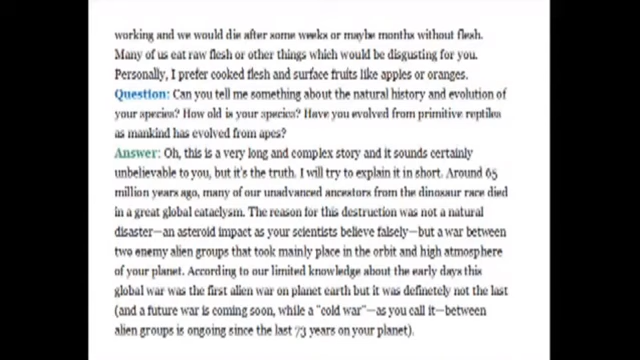 working and we would die after some weeks or maybe months without flesh.
Many of us eat raw flesh or other things which would be disgusting for you.
Personally, I prefer cooked flesh and surface fruits like apples or oranges.
Question: Can you tell me something about the natural history and evolution of
your species? How old is your species? Have you evolved from primitive reptiles
as mankind has evolved from apes?
Answer: Oh, this is a very long and complex story and it sounds certainly
unbelievable to you, but it's the truth. I will try to explain it in short. Around 65
million years ago, many of our unadvanced ancestors from the dinosaur race died
in a great global cataclysm. The reason for this destruction was not a natural
disaster—an asteroid impact as your scientists believe falsely—but a war between
two enemy alien groups that took mainly place in the orbit and high atmosphere
of your planet. According to our limited knowledge about the early days this
global war was the first alien war on planet earth but it was definetely not the last
(and a future war is coming soon, while a "cold war"—as you call it—between
alien groups is ongoing since the last 73 years on your planet).